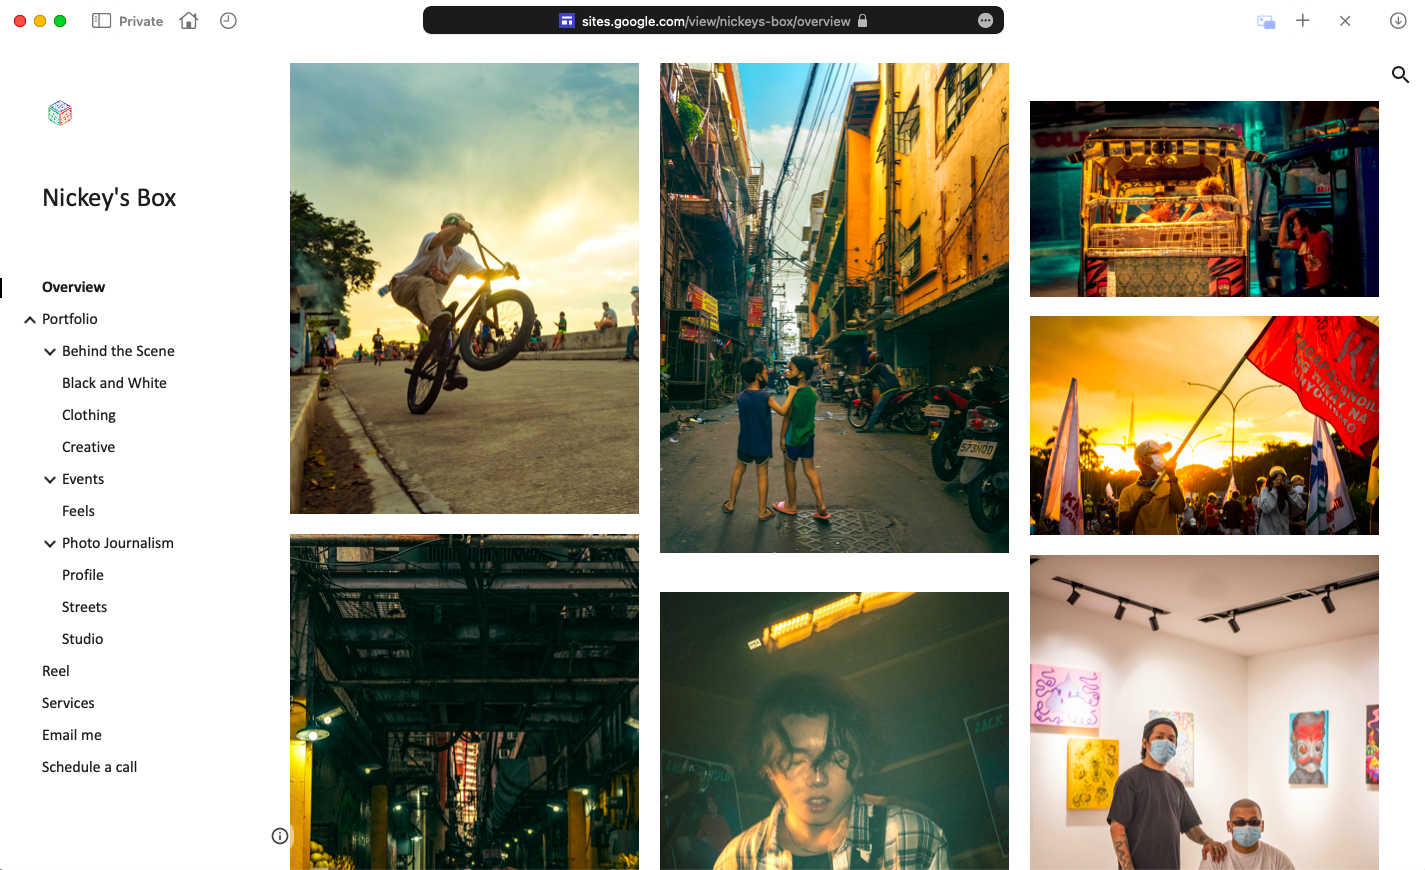 Private
sites.google.com/view/nickeys-box/overview
Nickey's Box
Overview
Portfolio
Behind the Scene
Black and White
Clothing
Creative
Events
Feels
Photo Journalism
Profile
Streets
Studio
Reel
Services
Email me
Schedule a call
573NQD